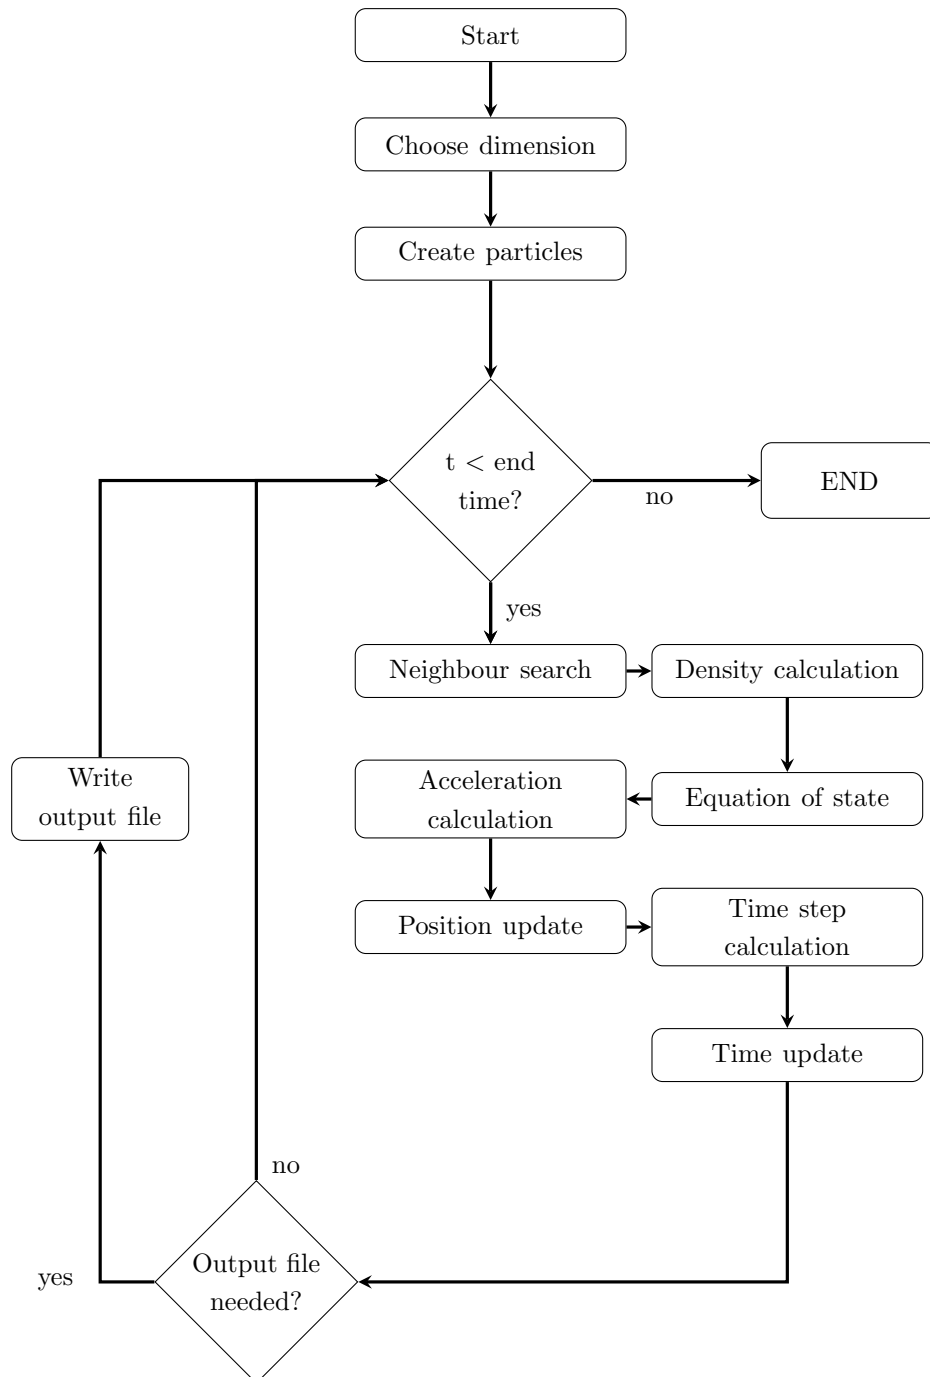 Start
Choose dimension
Create particles
t < end
time?
no
END
yes
Neighbour search
Density calculation
Write
output file
Acceleration
calculation
Equation of state
Position update
Time step
calculation
Time update
no
yes
Output file
needed?